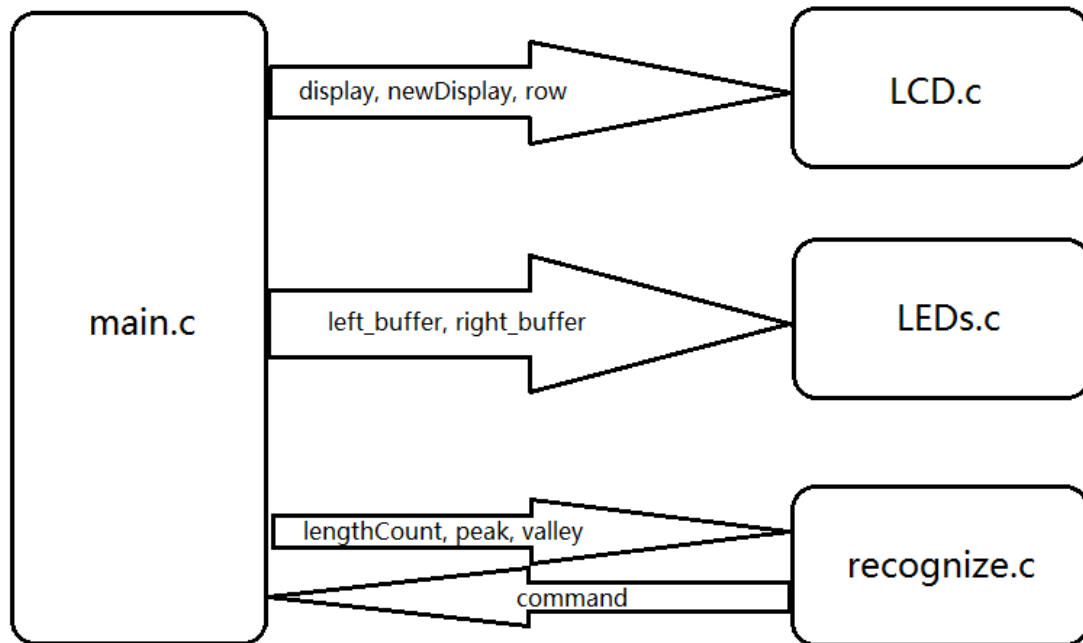 display, newDisplay, row
LCD.c
main.c
left_buffer, right_buffer
LEDs.c
lengthCount, peak, valley
recognize.c
command